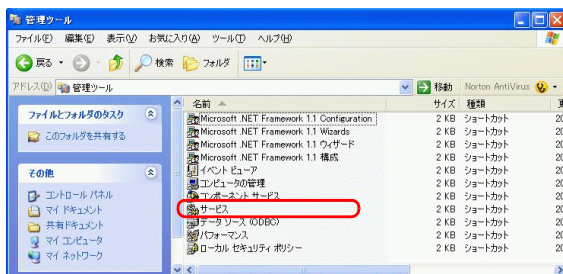 管理ツール
ファイル(F) 編集(E) 表示(V) お気に入り(A) ツール(T) ヘルプ(H)
戻る 検索 フォルダ
アドレス(D) 管理ツール 移動 Norton AntiVirus
ファイルとフォルダのタスク
このフォルダを共有する
その他
コントロール パネル
マイ ドキュメント
共有ドキュメント
マイ コンピュータ
マイ ネットワーク
名前 サイズ 種類
Microsoft .NET Framework 1.1 Configuration 2 KB ショートカット 20
Microsoft .NET Framework 1.1 Wizards 2 KB ショートカット 20
Microsoft .NET Framework 1.1 ウィザード 2 KB ショートカット 20
Microsoft .NET Framework 1.1 構成 2 KB ショートカット 20
イベント ビューア 2 KB ショートカット 20
コンピュータの管理 2 KB ショートカット 20
コンポーネント サービス 2 KB ショートカット 20
サービス 2 KB ショートカット 20
データ ソース (ODBC) 2 KB ショートカット 20
パフォーマンス 2 KB ショートカット 20
ローカル セキュリティ ポリシー 2 KB ショートカット 20